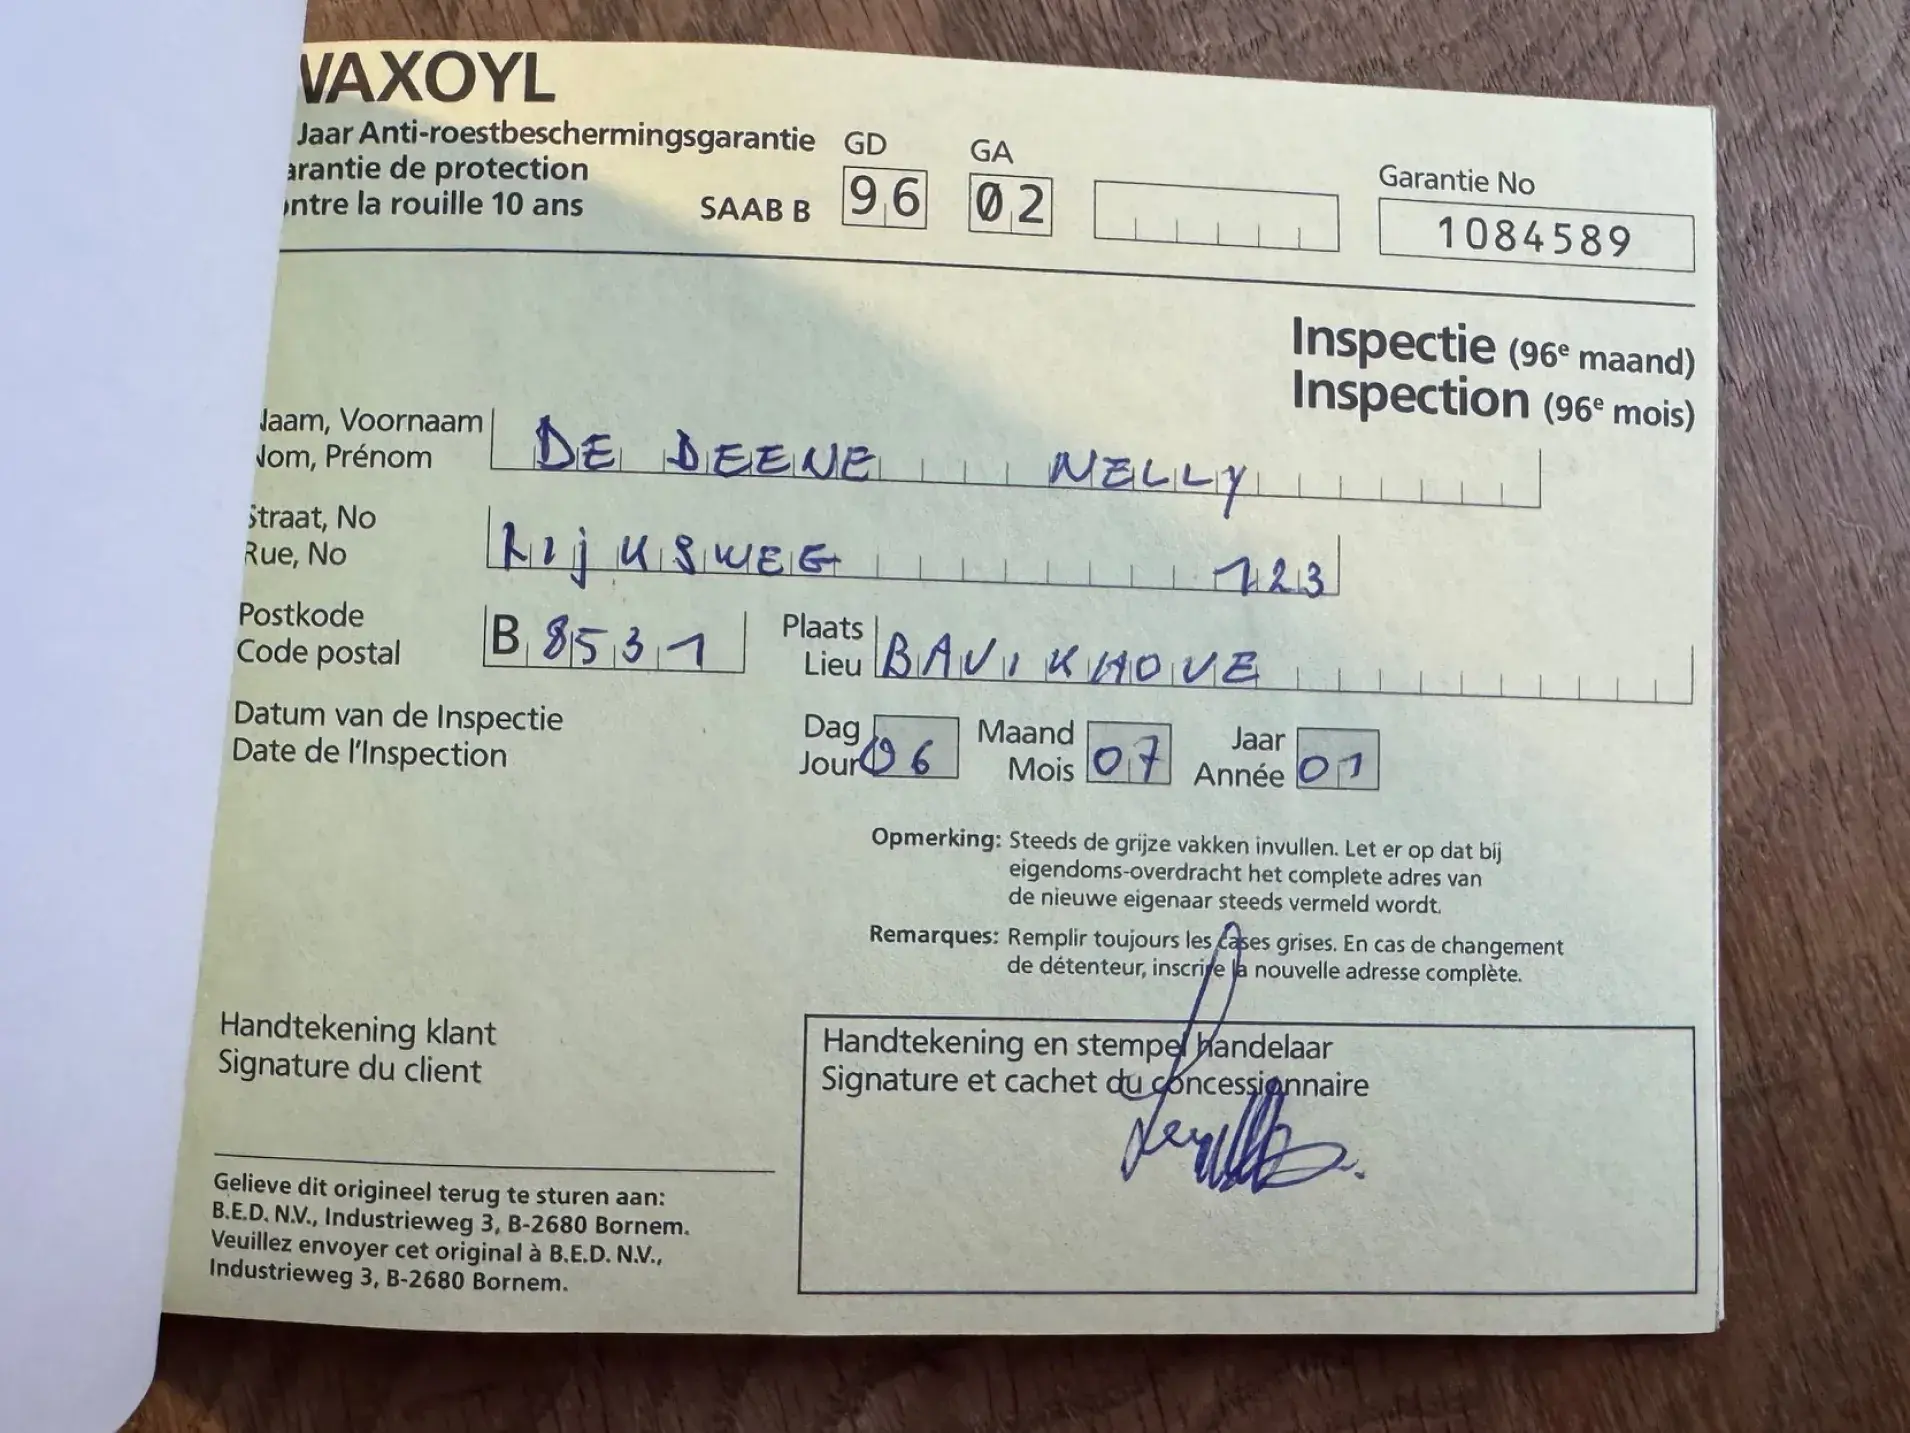 WAXOYL
Jaar Anti-roestbeschermingsgarantie
arantie de protection
ontre la rouille 10 ans
SAAB B
GD
96
GA
02
Garantie No
1084589
Inspectie (96e maand)
Inspection (96e mois)
Naam, Voornaam
Nom, Prénom
DE DEENE NELLY
Straat, No
Rue, No
Rijksweg 123
Postkode
Code postal
B 8531
Plaats
Lieu
BAVIKHOVE
Datum van de Inspectie
Date de l'Inspection
Dag
Jour
06
Maand
Mois
07
Jaar
Année
01
Opmerking: Steeds de grijze vakken invullen. Let er op dat bij
eigendoms-overdracht het complete adres van
de nieuwe eigenaar steeds vermeld wordt.
Remarques: Remplir toujours les cases grises. En cas de changement
de détenteur, inscrire la nouvelle adresse complète.
Handtekening klant
Signature du client
Handtekening en stempel handelaar
Signature et cachet du concessionnaire
Gelieve dit origineel terug te sturen aan:
B.E.D. N.V., Industrieweg 3, B-2680 Bornem.
Veuillez envoyer cet original à B.E.D. N.V.,
Industrieweg 3, B-2680 Bornem.